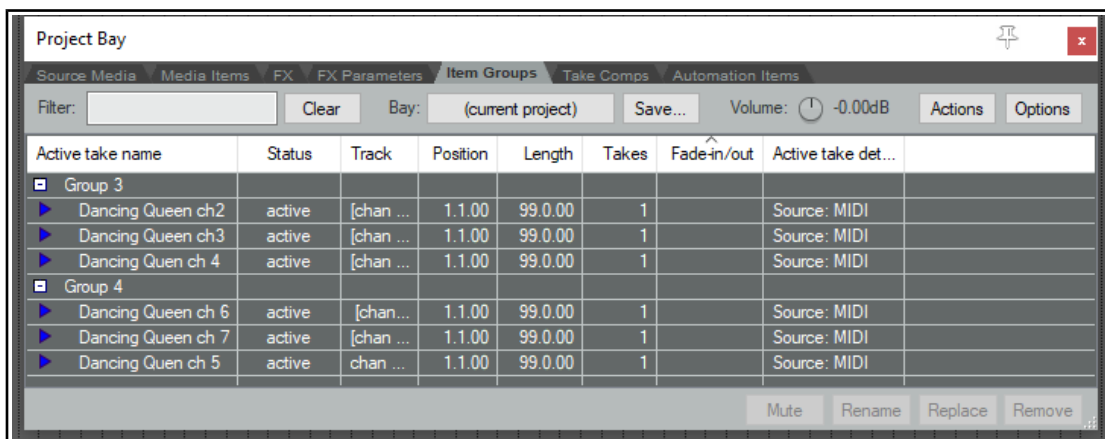 Project Bay
x
Source Media Media Items FX FX Parameters Item Groups Take Comps Automation Items
Filter: Clear Bay: (current project) Save... Volume: -0.00dB Actions Options
Active take name Status Track Position Length Takes Fade-in/out Active take det...
Group 3
Dancing Queen ch2 active [chan ... 1.1.00 99.0.00 1 Source: MIDI
Dancing Queen ch3 active [chan ... 1.1.00 99.0.00 1 Source: MIDI
Dancing Quen ch 4 active [chan ... 1.1.00 99.0.00 1 Source: MIDI
Group 4
Dancing Queen ch 6 active [chan... 1.1.00 99.0.00 1 Source: MIDI
Dancing Queen ch 7 active [chan ... 1.1.00 99.0.00 1 Source: MIDI
Dancing Quen ch 5 active chan ... 1.1.00 99.0.00 1 Source: MIDI
Mute Rename Replace Remove